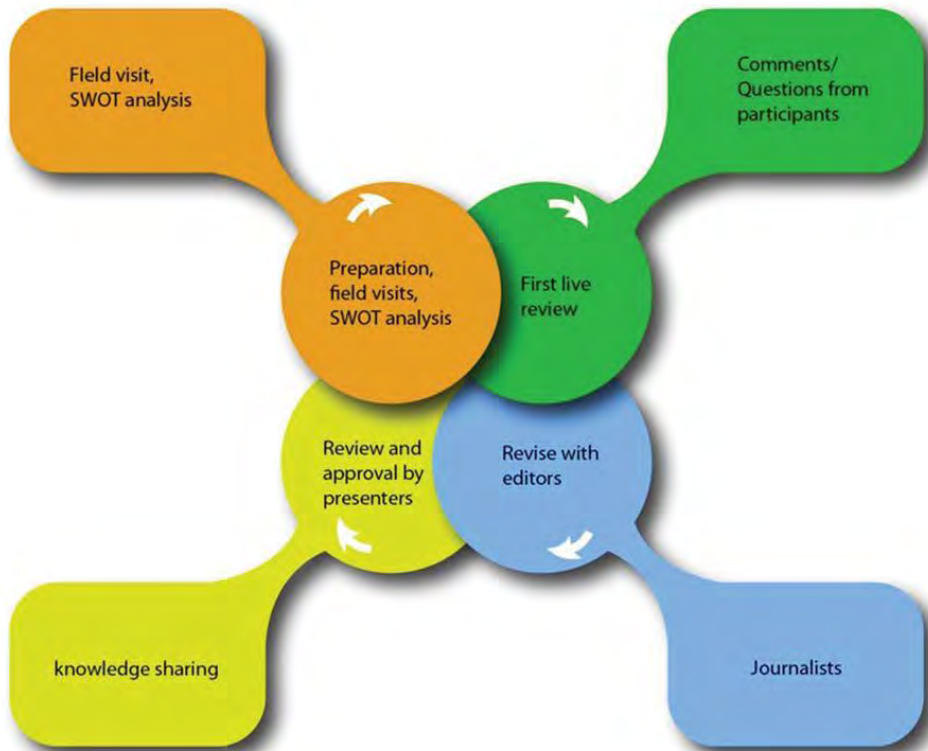 Fleld visit,
SWOT analysis
Comments/
Questions from
participants
Preparation,
field visits,
SWOT analysis
First live
review
Review and
approval by
presenters
Revise with
editors
knowledge sharing
Journalists